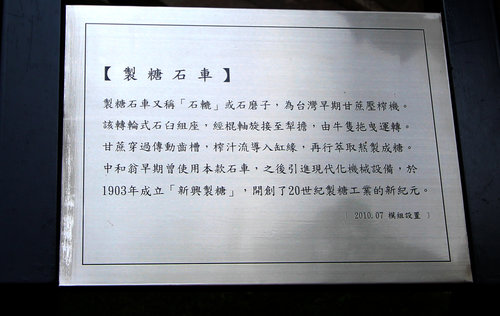 【製糖石車】
製糖石車又稱「石轆」或石磨子，為台灣早期甘蔗壓榨機。
該轉輪式石臼組座，經棍軸旋接至犁擔，由牛隻拖曳運轉。
甘蔗穿過傳動齒槽，榨汁流導入缸緣，再行萃取熬製成糖。
中和翁早期曾使用本款石車，之後引進現代化機械設備，於
1903年成立「新興製糖」，開創了20世紀製糖工業的新紀元。
〔 2010.07 模組設置 〕